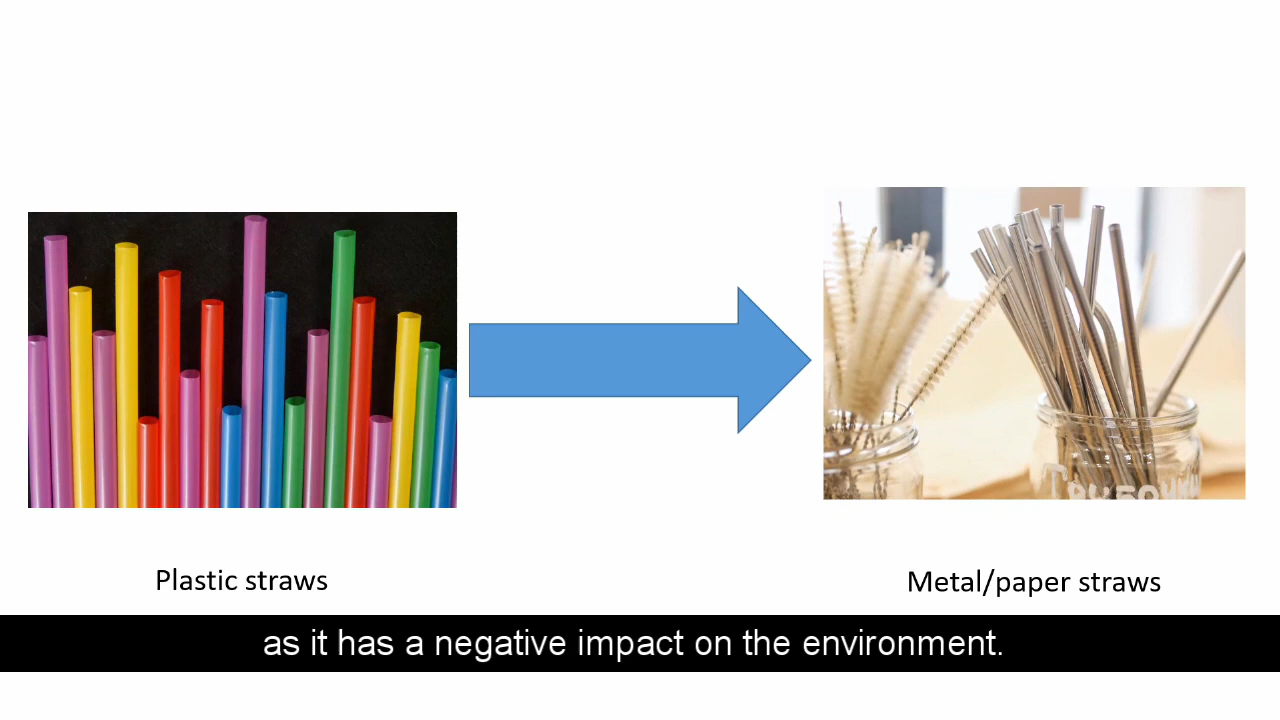 Plastic straws
Metal/paper straws
as it has a negative impact on the environment.